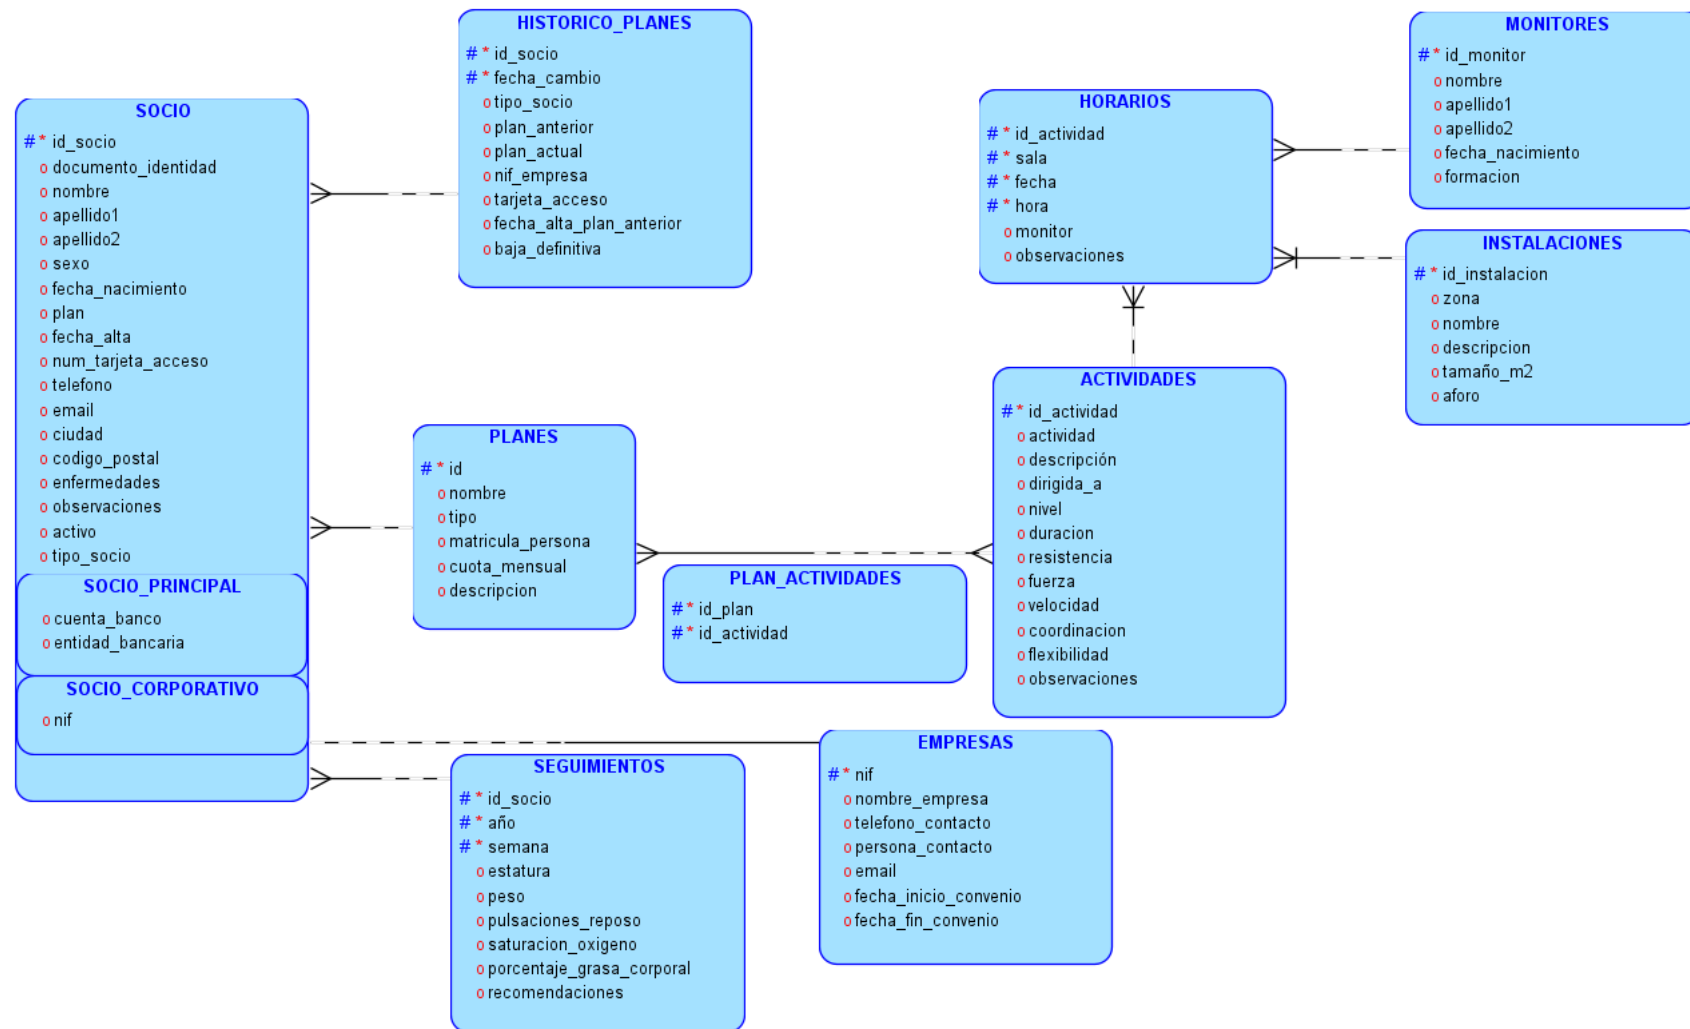 HISTORICO_PLANES
# * id_socio
# * fecha_cambio
o tipo_socio
o plan_anterior
o plan_actual
o nif_empresa
o tarjeta_acceso
o fecha_alta_plan_anterior
o baja_definitiva
MONITORES
# * id_monitor
o nombre
o apellido1
o apellido2
o fecha_nacimiento
o formacion
SOCIO
# * id_socio
o documento_identidad
o nombre
o apellido1
o apellido2
o sexo
o fecha_nacimiento
o plan
o fecha_alta
o num_tarjeta_acceso
o telefono
o email
o ciudad
o codigo_postal
o enfermedades
o observaciones
o activo
o tipo_socio
SOCIO_PRINCIPAL
o cuenta_banco
o entidad_bancaria
SOCIO_CORPORATIVO
o nif
HORARIOS
# * id_actividad
# * sala
# * fecha
# * hora
o monitor
o observaciones
INSTALACIONES
# * id_instalacion
o zona
o nombre
o descripcion
o tamaño_m2
o aforo
ACTIVIDADES
# * id_actividad
o actividad
o descripción
o dirigida_a
o nivel
o duracion
o resistencia
o fuerza
o velocidad
o coordinacion
o flexibilidad
o observaciones
PLANES
# * id
o nombre
o tipo
o matricula_persona
o cuota_mensual
o descripcion
PLAN_ACTIVIDADES
# * id_plan
# * id_actividad
EMPRESAS
# * nif
o nombre_empresa
o telefono_contacto
o persona_contacto
o email
o fecha_inicio_convenio
o fecha_fin_convenio
SEGUIMIENTOS
# * id_socio
# * año
# * semana
o estatura
o peso
o pulsaciones_reposo
o saturacion_oxigeno
o porcentaje_grasa_corporal
o recomendaciones